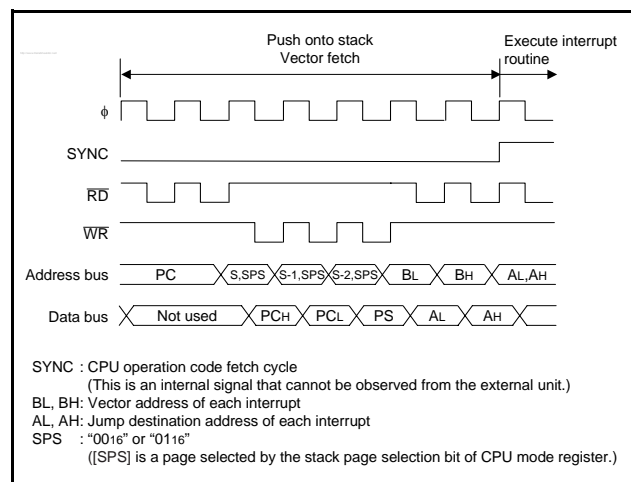 Push onto stack
Vector fetch
Execute interrupt
routine
ϕ
SYNC
RD
WR
Address bus PC S,SPS S-1,SPS S-2,SPS BL BH AL,AH
Data bus Not used PCH PCL PS AL AH
SYNC : CPU operation code fetch cycle
(This is an internal signal that cannot be observed from the external unit.)
BL, BH: Vector address of each interrupt
AL, AH: Jump destination address of each interrupt
SPS : “0016” or “0116”
([SPS] is a page selected by the stack page selection bit of CPU mode register.)